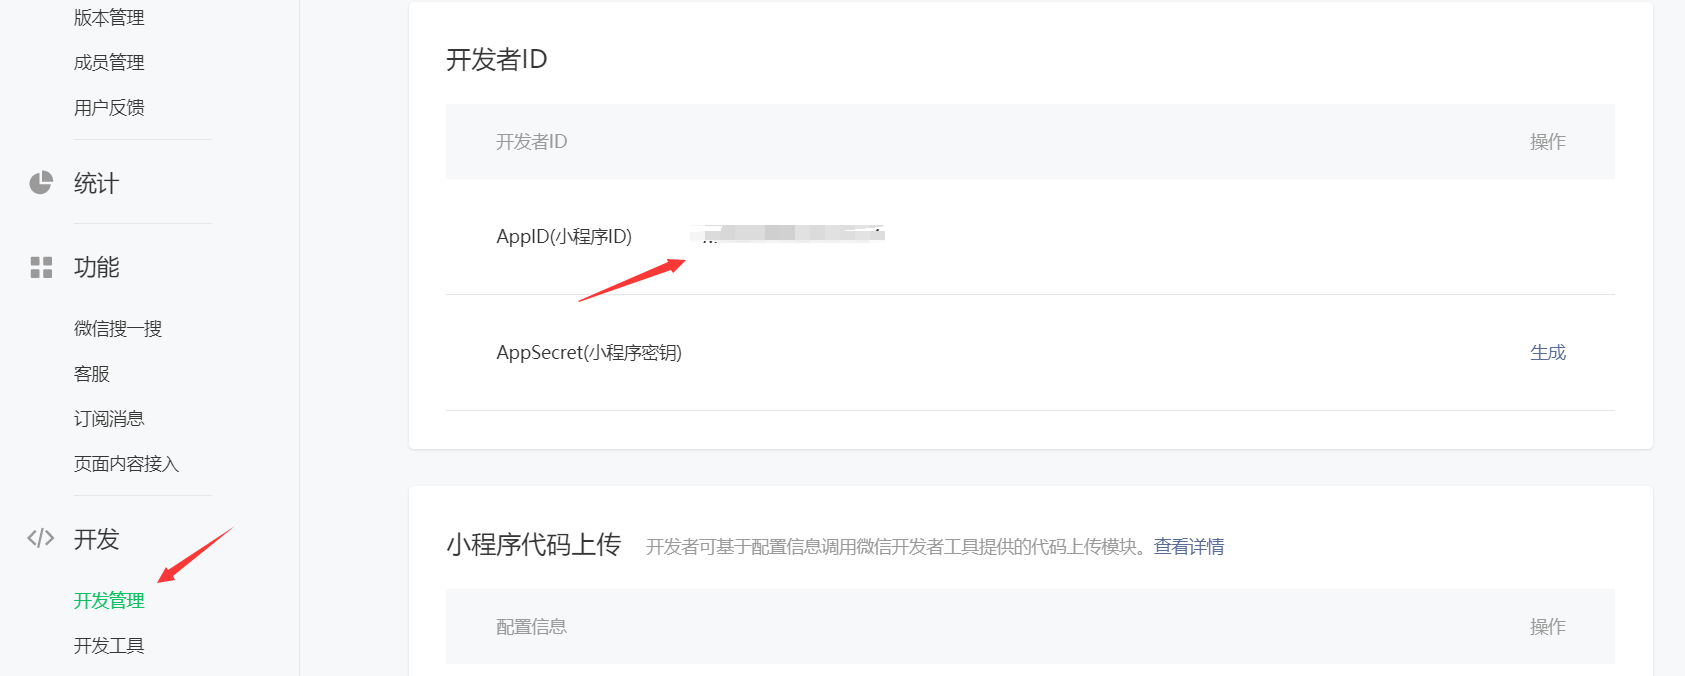 版本管理
成员管理
用户反馈
统计
功能
微信搜一搜
客服
订阅消息
页面内容接入
开发
开发管理
开发工具
开发者ID
开发者ID 操作
AppID(小程序ID)
AppSecret(小程序密钥) 生成
小程序代码上传 开发者可基于配置信息调用微信开发者工具提供的代码上传模块。查看详情
配置信息 操作